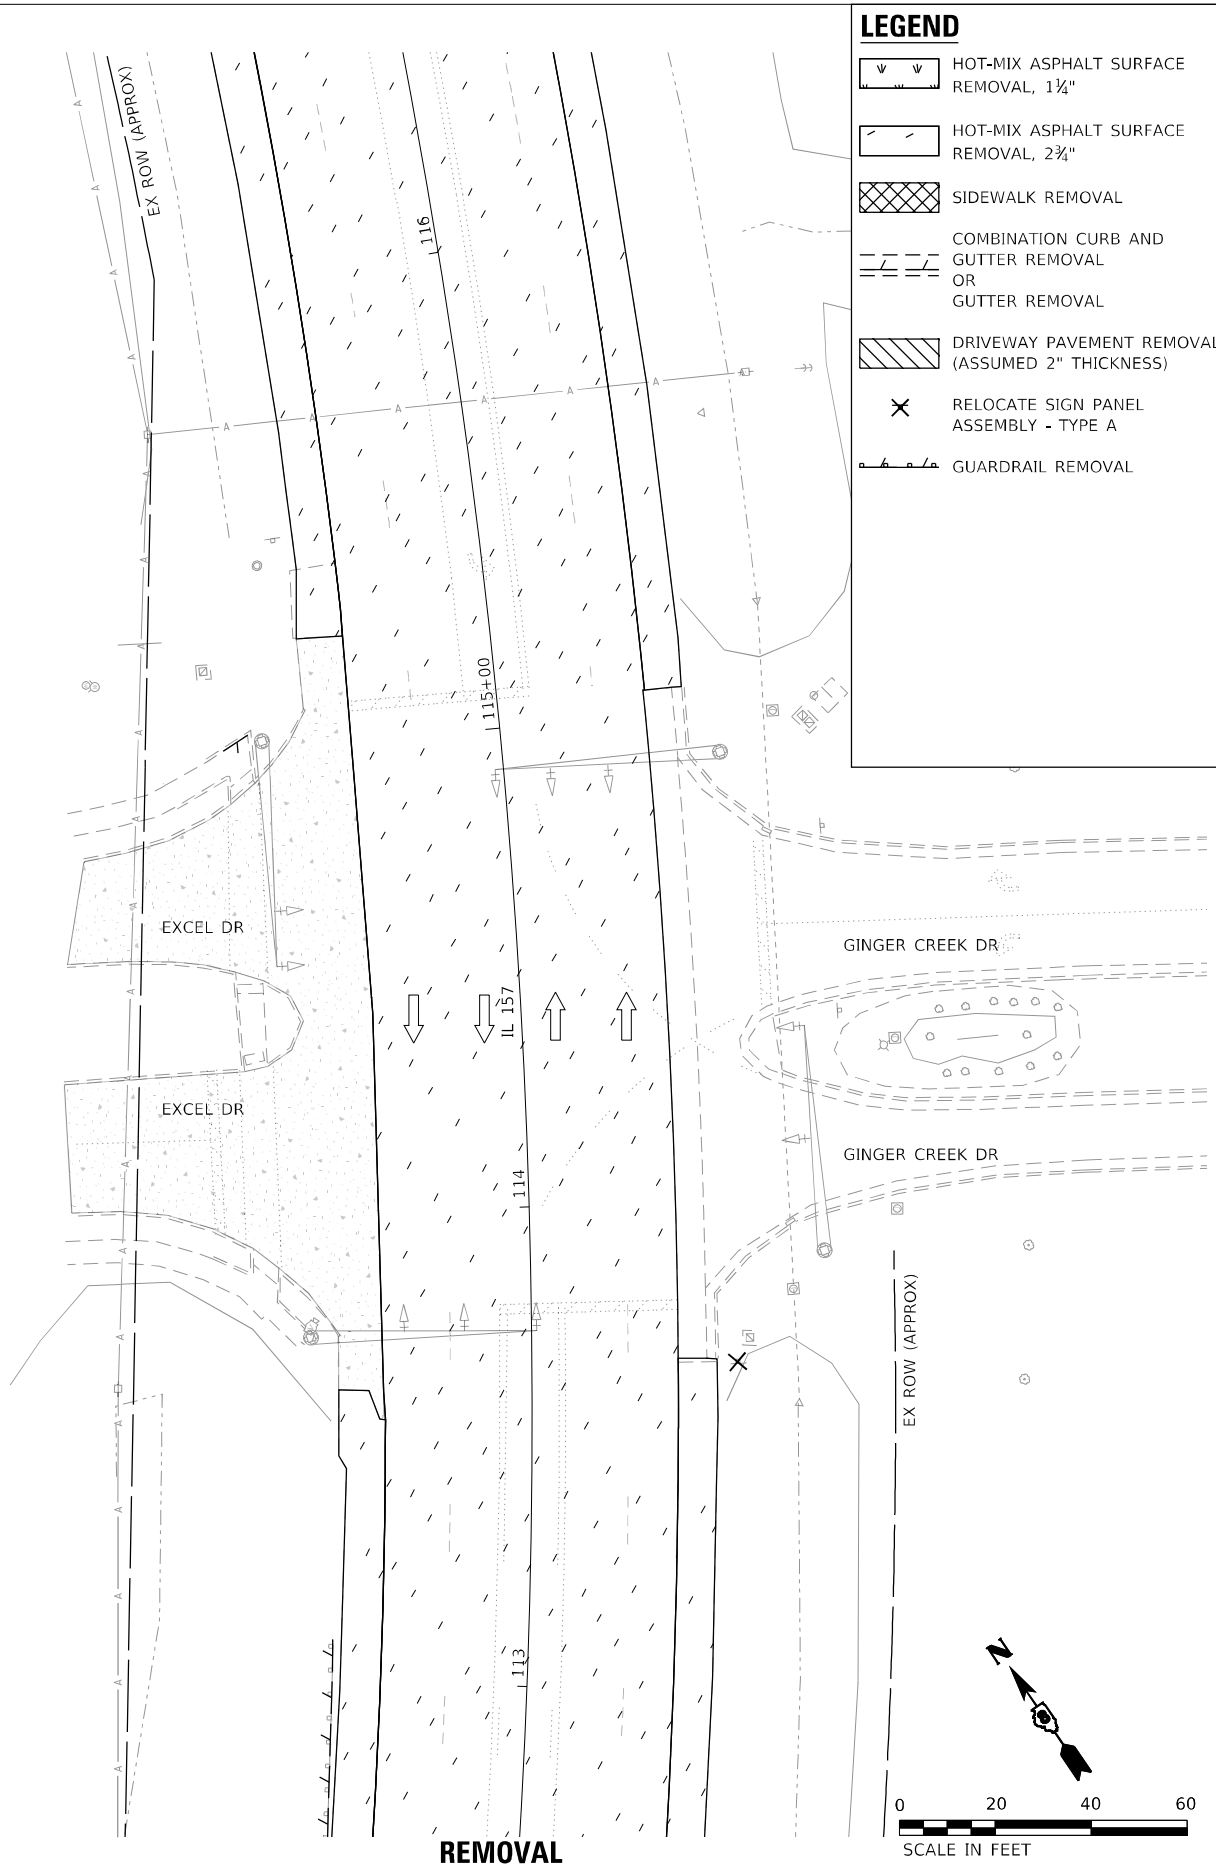 LEGEND
HOT-MIX ASPHALT SURFACE
REMOVAL, 1¼"
HOT-MIX ASPHALT SURFACE
REMOVAL, 2¾"
SIDEWALK REMOVAL
COMBINATION CURB AND
GUTTER REMOVAL
OR
GUTTER REMOVAL
DRIVEWAY PAVEMENT REMOVAL
(ASSUMED 2" THICKNESS)
RELOCATE SIGN PANEL
ASSEMBLY - TYPE A
GUARDRAIL REMOVAL
EX ROW (APPROX)
116
115+00
EXCEL DR
GINGER CREEK DR
IL 157
EXCEL DR
GINGER CREEK DR
114
EX ROW (APPROX)
113
N
0 20 40 60
SCALE IN FEET
REMOVAL